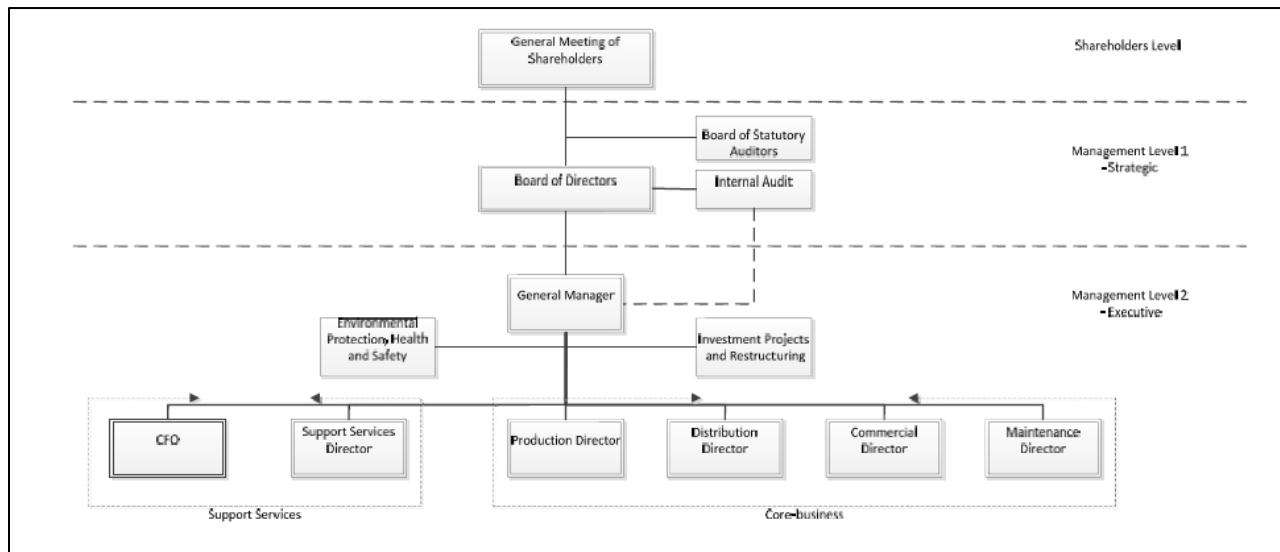 General Meeting of
Shareholders
Shareholders Level
Board of Statutory
Auditors
Management Level 1
-Strategic
Board of Directors
Internal Audit
General Manager
Management Level 2
- Executive
Environmental
Protection, Health
and Safety
Investment Projects
and Restructuring
CFO
Support Services
Director
Production Director
Distribution
Director
Commercial
Director
Maintenance
Director
Support Services
Core-business